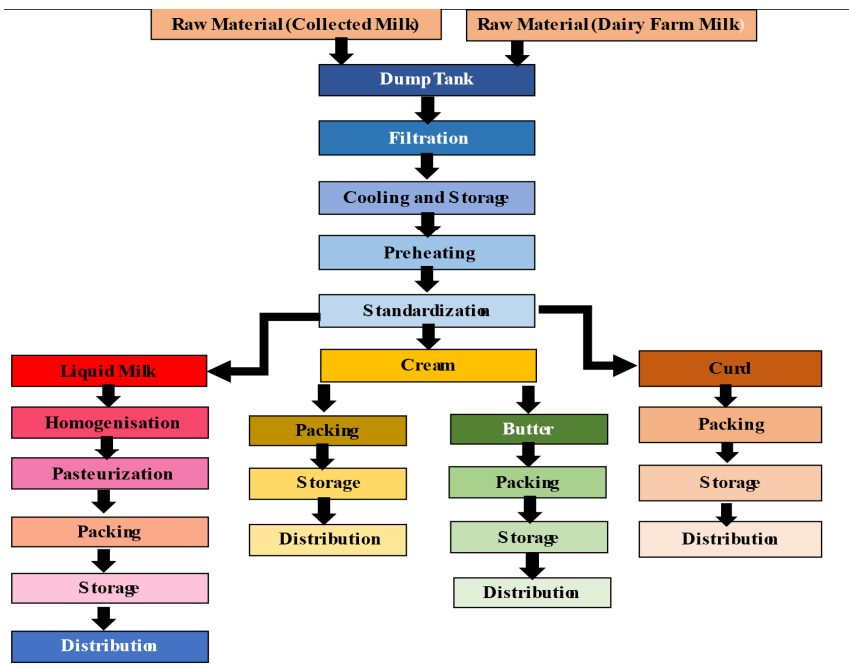 Raw Material (Collected Milk)
Raw Material (Dairy Farm Milk)
Dump Tank
Filtration
Cooling and Storage
Preheating
Standardization
Liquid Milk
Homogenisation
Pasteurization
Packing
Storage
Distribution
Cream
Packing
Storage
Distribution
Butter
Packing
Storage
Distribution
Curd
Packing
Storage
Distribution